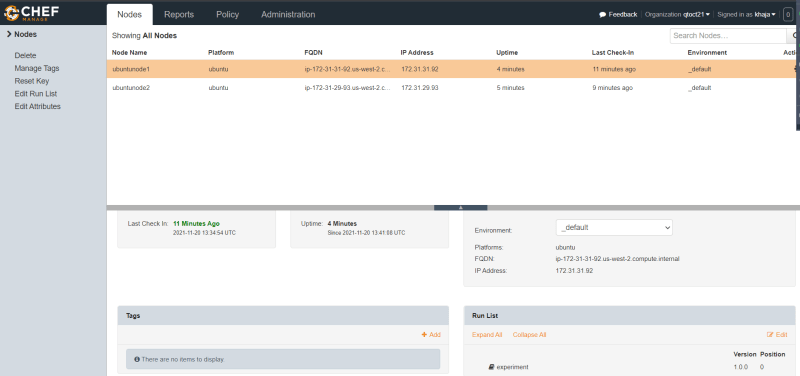 CHEF
MANAGE
Nodes Reports Policy Administration
Feedback Organization qtoct21 Signed in as khaja 0
Nodes
Delete
Manage Tags
Reset Key
Edit Run List
Edit Attributes
Showing All Nodes
Search Nodes...
Node Name Platform FQDN IP Address Uptime Last Check-In Environment Acti
ubuntunode1 ubuntu ip-172-31-31-92.us-west-2.c... 172.31.31.92 4 minutes 11 minutes ago _default
ubuntunode2 ubuntu ip-172-31-29-93.us-west-2.c... 172.31.29.93 5 minutes 9 minutes ago _default
Last Check In: 11 Minutes Ago
2021-11-20 13:34:54 UTC
Uptime: 4 Minutes
Since 2021-11-20 13:41:08 UTC
Environment: _default
Platforms: ubuntu
FQDN: ip-172-31-31-92.us-west-2.compute.internal
IP Address: 172.31.31.92
Tags
+ Add
There are no items to display.
Run List
Expand All Collapse All Edit
Version Position
experiment 1.0.0 0